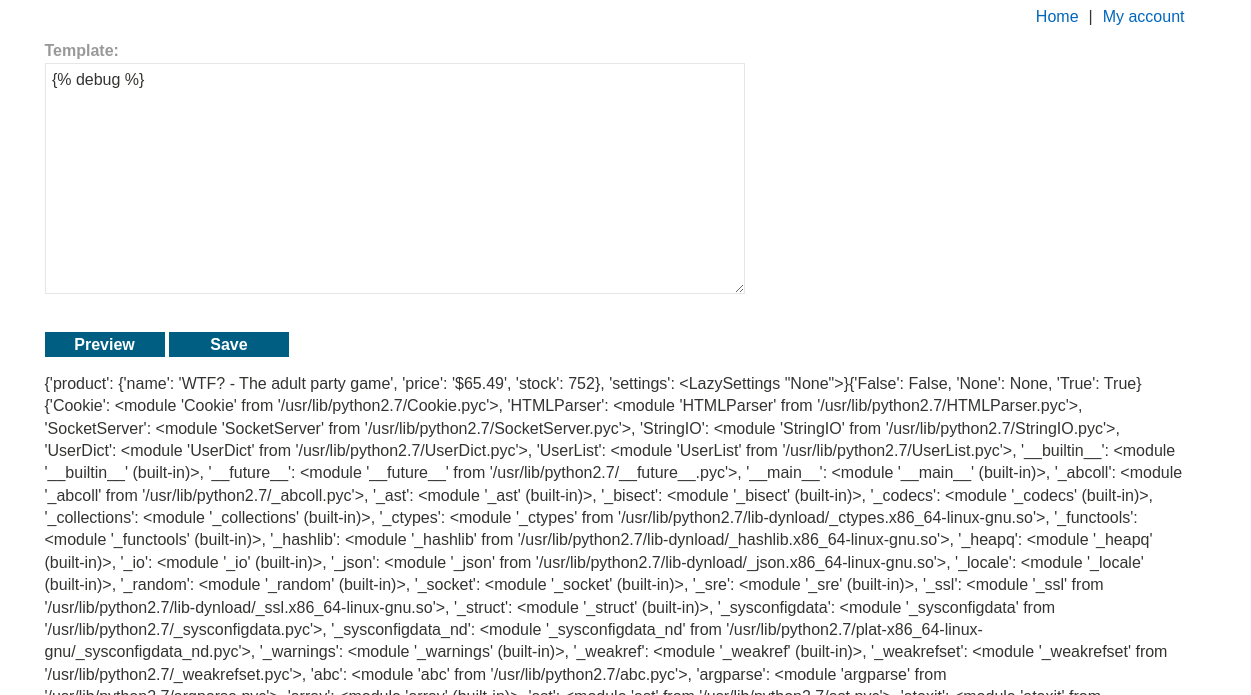 Home | My account
Template:
{% debug %}
Preview Save
{'product': {'name': 'WTF? - The adult party game', 'price': '$65.49', 'stock': 752}, 'settings': <LazySettings "None">}{'False': False, 'None': None, 'True': True}
{'Cookie': <module 'Cookie' from '/usr/lib/python2.7/Cookie.pyc'>, 'HTMLParser': <module 'HTMLParser' from '/usr/lib/python2.7/HTMLParser.pyc'>,
'SocketServer': <module 'SocketServer' from '/usr/lib/python2.7/SocketServer.pyc'>, 'StringIO': <module 'StringIO' from '/usr/lib/python2.7/StringIO.pyc'>,
'UserDict': <module 'UserDict' from '/usr/lib/python2.7/UserDict.pyc'>, 'UserList': <module 'UserList' from '/usr/lib/python2.7/UserList.pyc'>, '__builtin__': <module
'__builtin__' (built-in)>, '__future__': <module '__future__' from '/usr/lib/python2.7/__future__.pyc'>, '__main__': <module '__main__' (built-in)>, '_abcoll': <module
'_abcoll' from '/usr/lib/python2.7/_abcoll.pyc'>, '_ast': <module '_ast' (built-in)>, '_bisect': <module '_bisect' (built-in)>, '_codecs': <module '_codecs' (built-in)>,
'_collections': <module '_collections' (built-in)>, '_ctypes': <module '_ctypes' from '/usr/lib/python2.7/lib-dynload/_ctypes.x86_64-linux-gnu.so'>, '_functools':
<module '_functools' (built-in)>, '_hashlib': <module '_hashlib' from '/usr/lib/python2.7/lib-dynload/_hashlib.x86_64-linux-gnu.so'>, '_heapq': <module '_heapq'
(built-in)>, '_io': <module '_io' (built-in)>, '_json': <module '_json' from '/usr/lib/python2.7/lib-dynload/_json.x86_64-linux-gnu.so'>, '_locale': <module '_locale'
(built-in)>, '_random': <module '_random' (built-in)>, '_socket': <module '_socket' (built-in)>, '_sre': <module '_sre' (built-in)>, '_ssl': <module '_ssl' from
'/usr/lib/python2.7/lib-dynload/_ssl.x86_64-linux-gnu.so'>, '_struct': <module '_struct' (built-in)>, '_sysconfigdata': <module '_sysconfigdata' from
'/usr/lib/python2.7/_sysconfigdata.pyc'>, '_sysconfigdata_nd': <module '_sysconfigdata_nd' from '/usr/lib/python2.7/plat-x86_64-linux-
gnu/_sysconfigdata_nd.pyc'>, '_warnings': <module '_warnings' (built-in)>, '_weakref': <module '_weakref' (built-in)>, '_weakrefset': <module '_weakrefset' from
'/usr/lib/python2.7/_weakrefset.pyc'>, 'abc': <module 'abc' from '/usr/lib/python2.7/abc.pyc'>, 'argparse': <module 'argparse' from